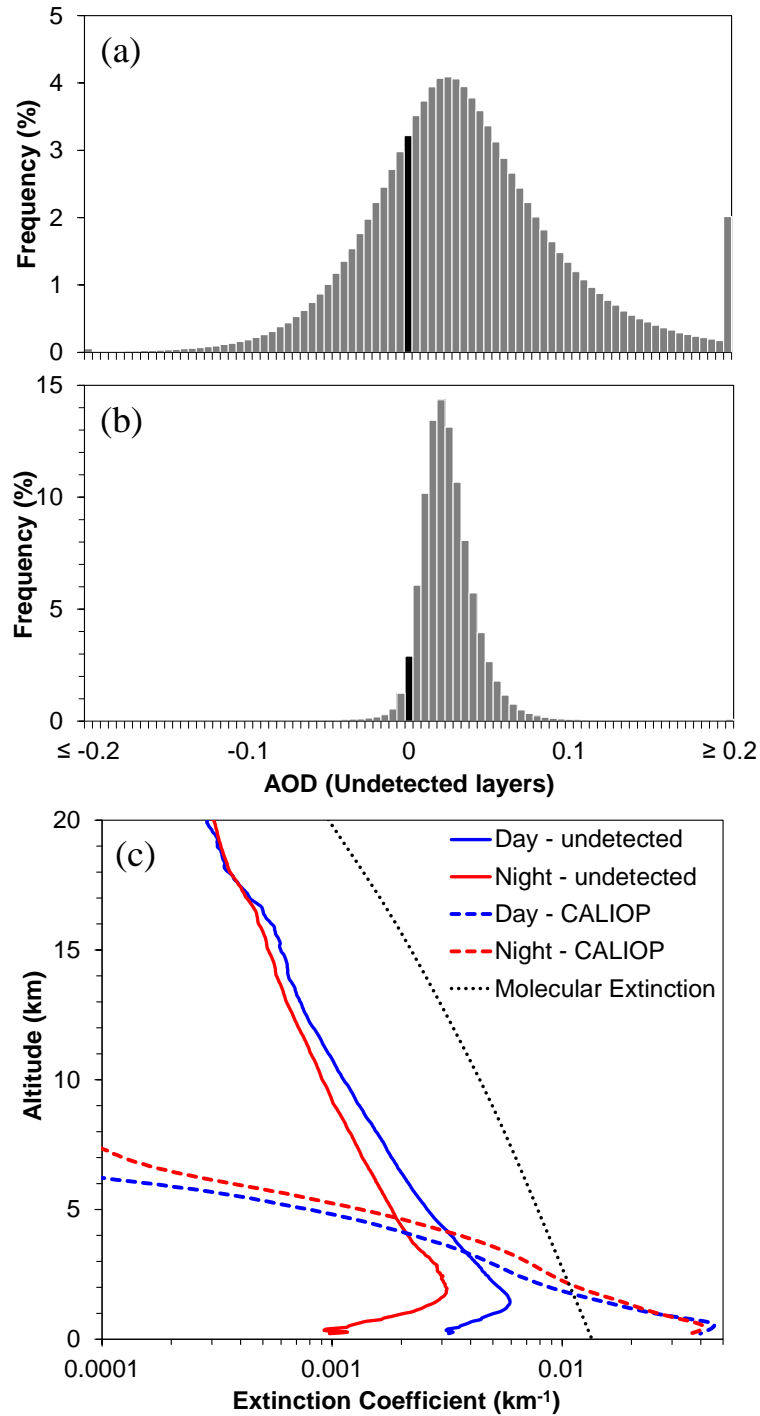 (a)
Frequency (%)
5
4
3
2
1
0
(b)
Frequency (%)
15
10
5
0
≤ -0.2 -0.1 0 0.1 ≥ 0.2
AOD (Undetected layers)
(c)
Altitude (km)
20
15
10
5
0
Day - undetected
Night - undetected
Day - CALIOP
Night - CALIOP
Molecular Extinction
0.0001 0.001 0.01
Extinction Coefficient (km⁻¹)